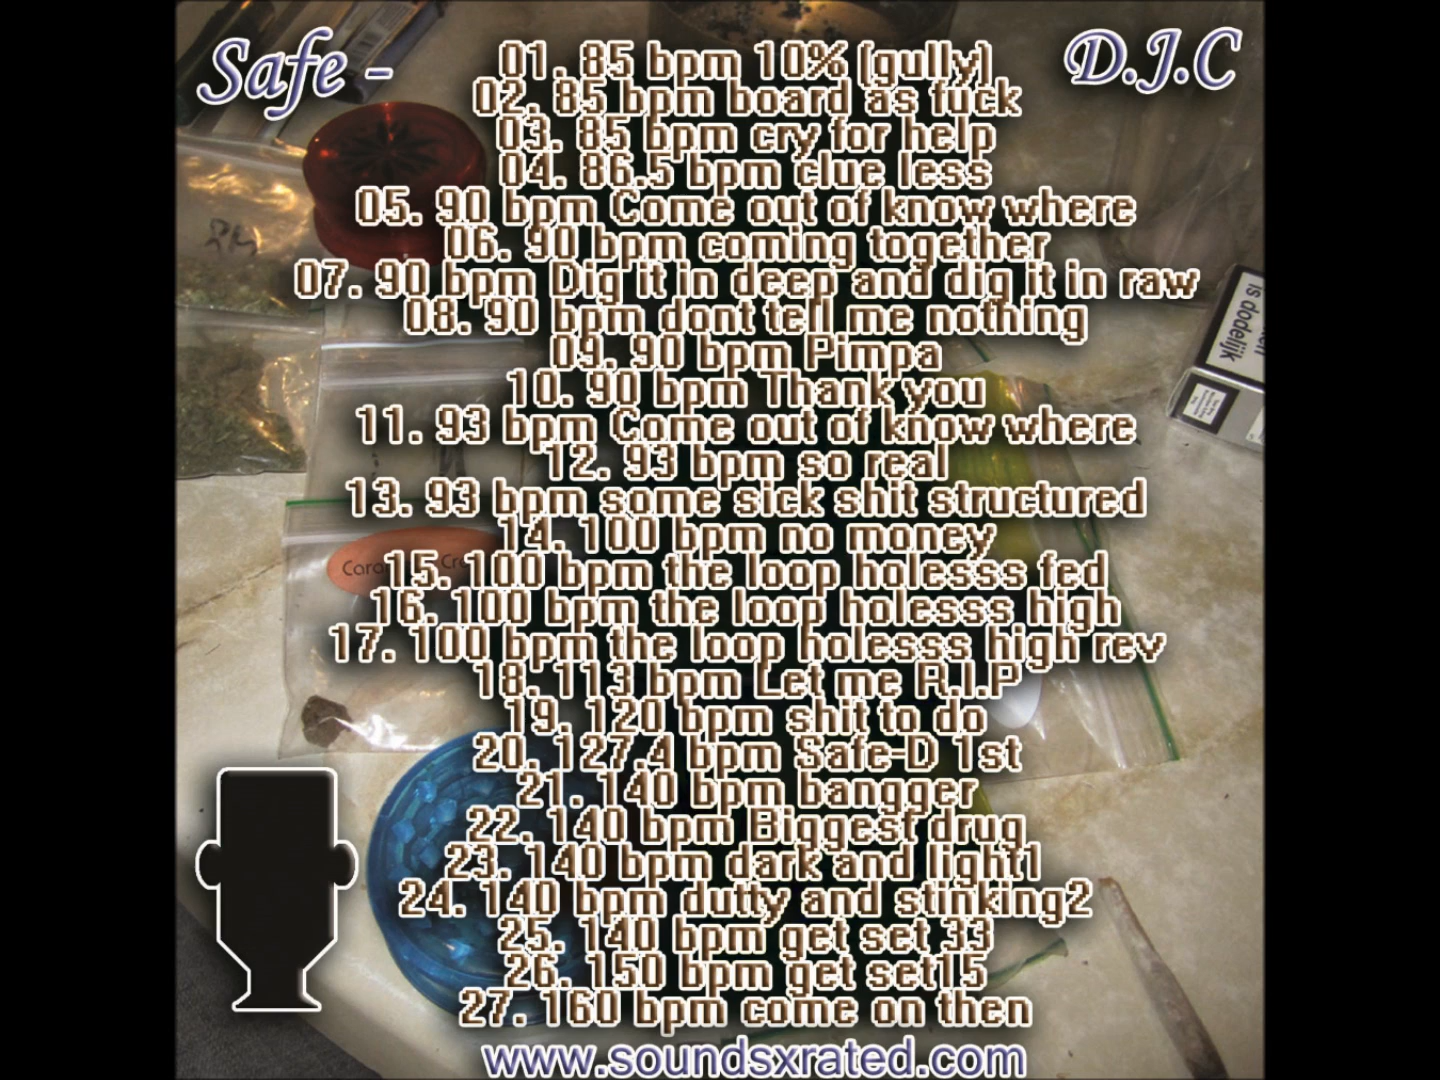 Safe -
D.J.C
01. 85 bpm 10% (gully)
02. 85 bpm board as fuck
03. 85 bpm cry for help
04. 86.5 bpm clue less
05. 90 bpm Come out of know where
06. 90 bpm coming together
07. 90 bpm Dig it in deep and dig it in raw
08. 90 bpm dont tell me nothing
09. 90 bpm Pimpa
10. 90 bpm Thank you
11. 93 bpm Come out of know where
12. 93 bpm so real
13. 93 bpm some sick shit structured
14. 100 bpm no money
15. 100 bpm the loop holesss fed
16. 100 bpm the loop holesss high
17. 100 bpm the loop holesss high rev
18. 113 bpm Let me R.I.P
19. 120 bpm shit to do
20. 127.4 bpm Safe-D 1st
21. 140 bpm bangger
22. 140 bpm Biggest drug
23. 140 bpm dark and light1
24. 140 bpm dutty and stinking2
25. 140 bpm get set 33
26. 150 bpm get set15
27. 160 bpm come on then
www.soundsxrated.com
is dodelijk